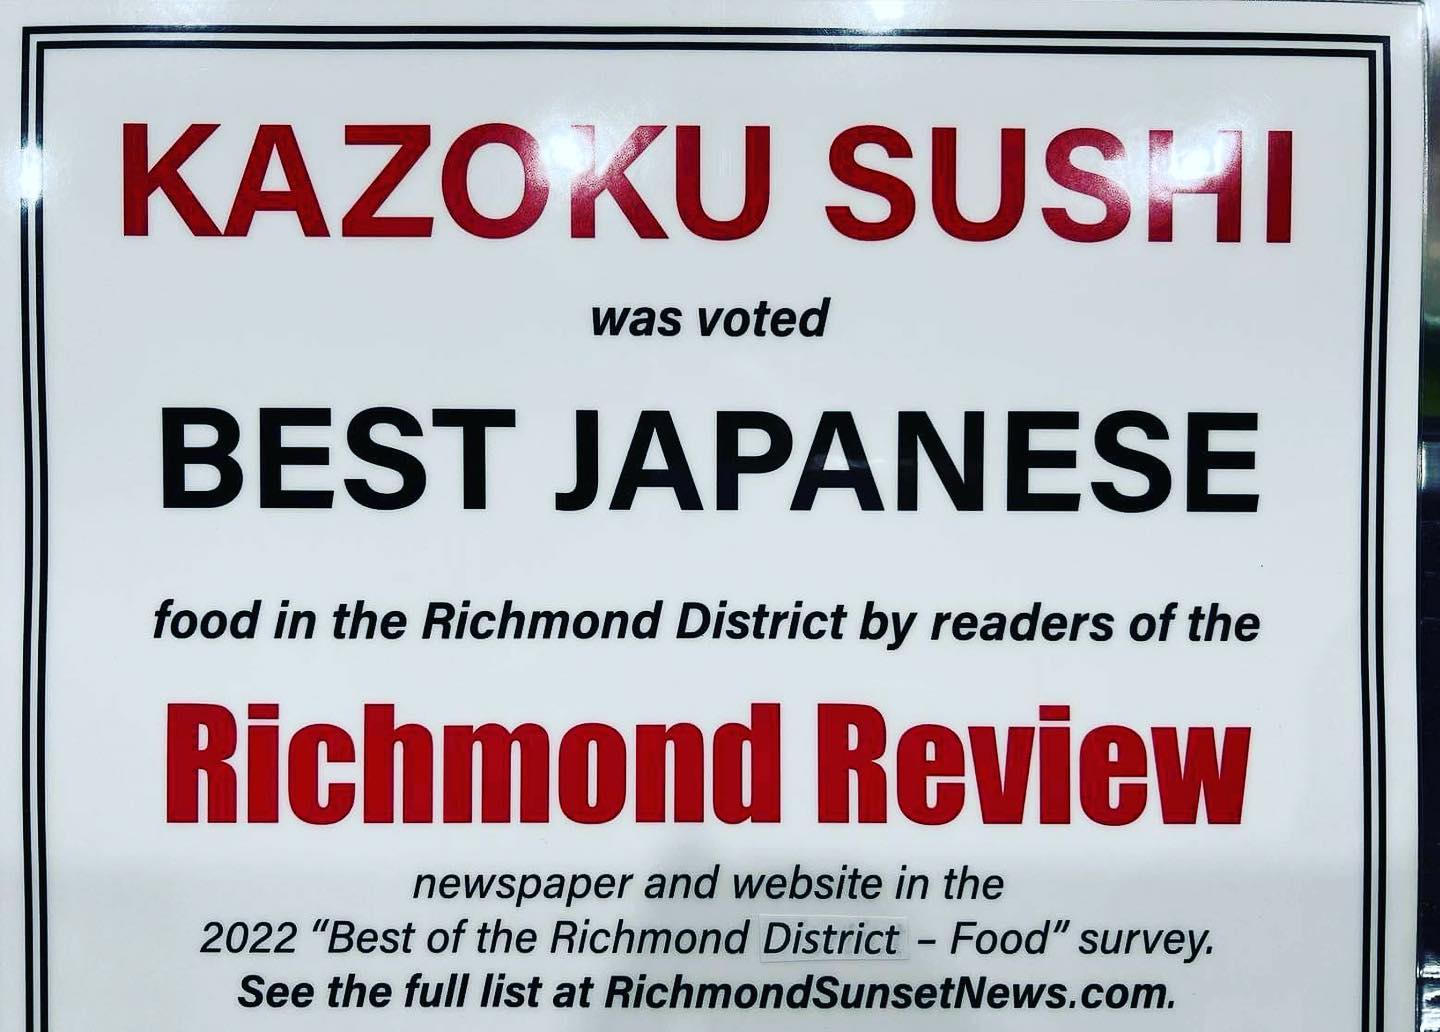 KAZOKU SUSHI
was voted
BEST JAPANESE
food in the Richmond District by readers of the
Richmond Review
newspaper and website in the
2022 “Best of the Richmond District – Food” survey.
See the full list at RichmondSunsetNews.com.